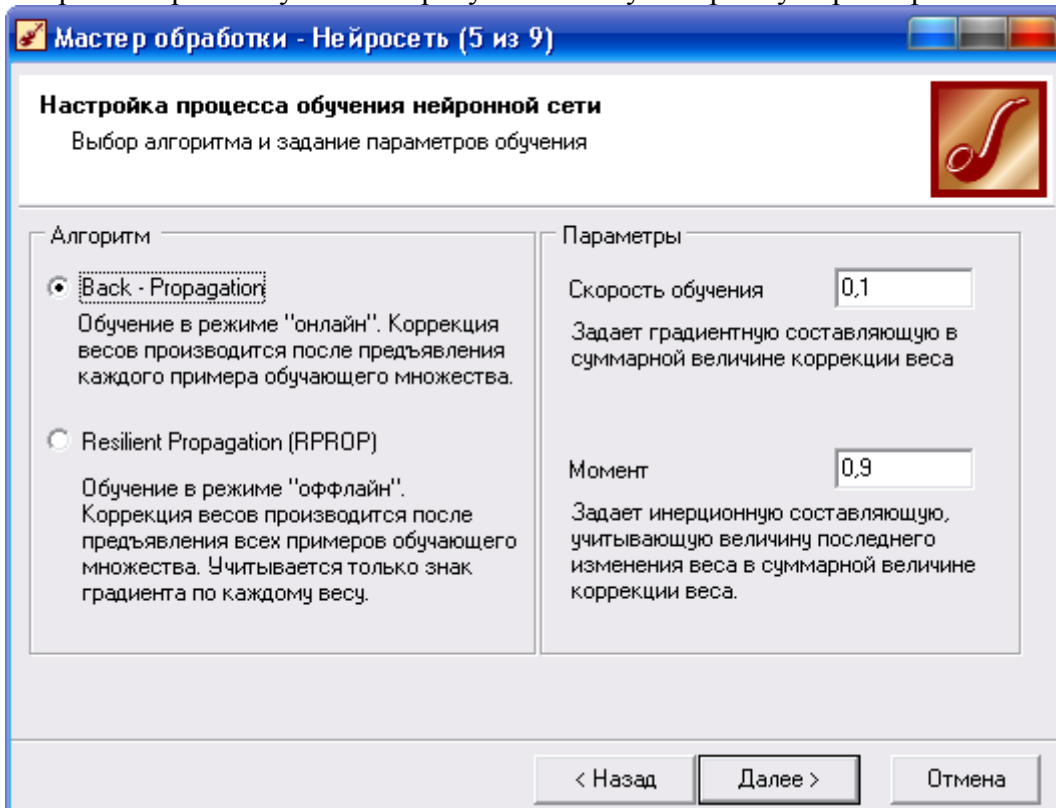 Мастер обработки - Нейросеть (5 из 9)
Настройка процесса обучения нейронной сети
Выбор алгоритма и задание параметров обучения
Алгоритм
Back - Propagation
Обучение в режиме "онлайн". Коррекция
весов производится после предъявления
каждого примера обучающего множества.
Resilient Propagation (RPROP)
Обучение в режиме "оффлайн".
Коррекция весов производится после
предъявления всех примеров обучающего
множества. Учитывается только знак
градиента по каждому весу.
Параметры
Скорость обучения 0,1
Задает градиентную составляющую в
суммарной величине коррекции веса
Момент 0,9
Задает инерционную составляющую,
учитывающую величину последнего
изменения веса в суммарной величине
коррекции веса.
< Назад Далее > Отмена